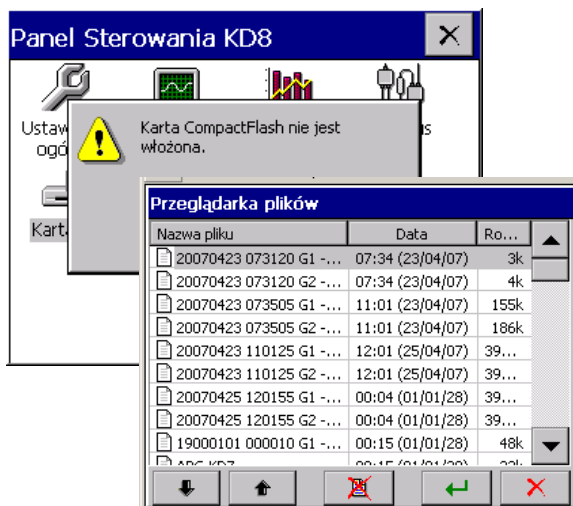 Panel Sterowania KD8
Karta CompactFlash nie jest
włożona.
Przeglądarka plików
Nazwa pliku Data Ro...
20070423 073120 G1 -... 07:34 (23/04/07) 3k
20070423 073120 G2 -... 07:34 (23/04/07) 4k
20070423 073505 G1 -... 11:01 (23/04/07) 155k
20070423 073505 G2 -... 11:01 (23/04/07) 186k
20070423 110125 G1 -... 12:01 (25/04/07) 39...
20070423 110125 G2 -... 12:01 (25/04/07) 39...
20070425 120155 G1 -... 00:04 (01/01/28) 39...
20070425 120155 G2 -... 00:04 (01/01/28) 39...
19000101 000010 G1 -... 00:15 (01/01/28) 48k